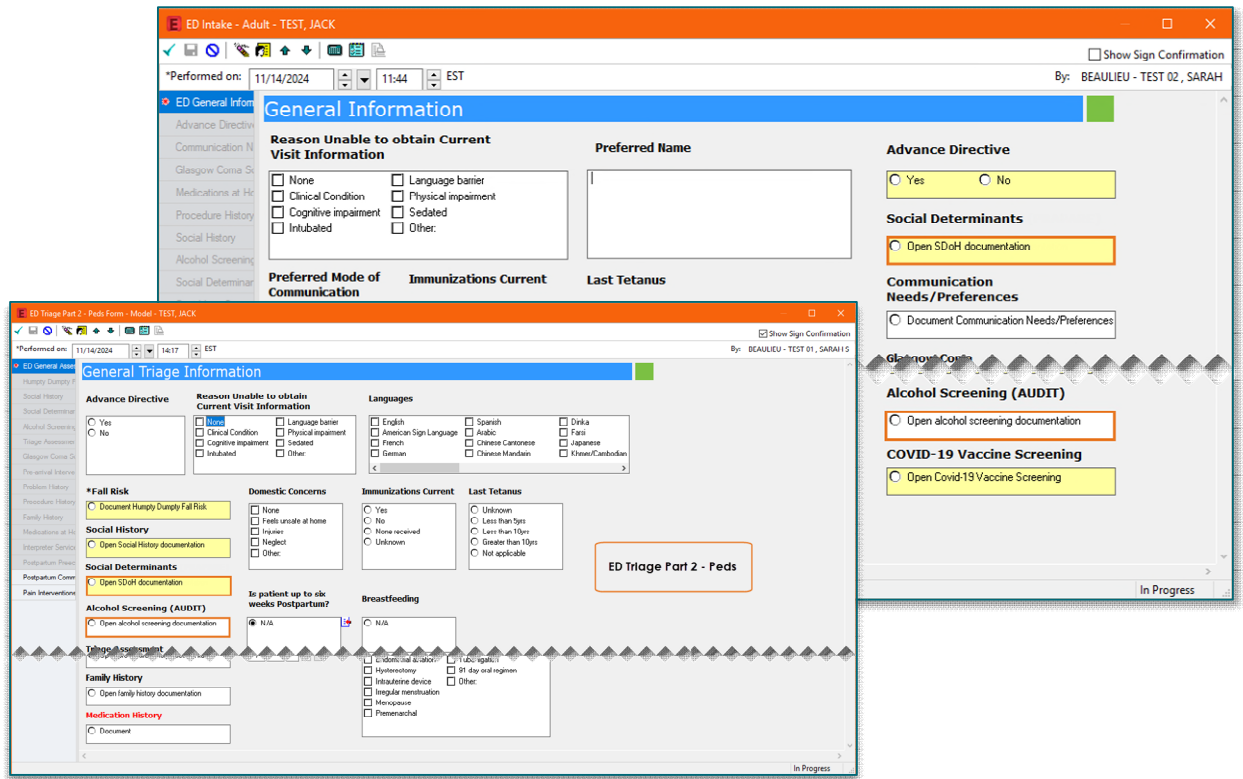 ED Intake - Adult - TEST, JACK
Show Sign Confirmation
*Performed on: 11/14/2024 11:44 EST
By: BEAULIEU - TEST 02 , SARAH
ED General Inform
Advance Directiv
Communication N
Glasgow Coma Sc
Medications at Ho
Procedure History
Social History
Alcohol Screening
Social Determinar
General Information
Reason Unable to obtain Current
Visit Information
None
Clinical Condition
Cognitive impairment
Intubated
Language barrier
Physical impairment
Sedated
Other:
Preferred Name
Preferred Mode of
Communication
Immunizations Current
Last Tetanus
Advance Directive
Yes No
Social Determinants
Open SDoH documentation
Communication
Needs/Preferences
Document Communication Needs/Preferences
Glasgow Coma
Alcohol Screening (AUDIT)
Open alcohol screening documentation
COVID-19 Vaccine Screening
Open Covid-19 Vaccine Screening
In Progress
ED Triage Part 2 - Peds Form - Model - TEST, JACK
Show Sign Confirmation
*Performed on: 11/14/2024 14:17 EST
By: BEAULIEU - TEST 01 , SARAH S
ED General Asses
Humpty Dumpty F
Social History
Social Determinar
Alcohol Screening
Triage Assessmen
Glasgow Coma Sc
Pre-arrival Interve
Problem History
Procedure History
Family History
Medications at Ho
Interpreter Service
Postpartum Preec
Postpartum Comm
Pain Interventions
General Triage Information
Advance Directive
Yes
No
Reason Unable to obtain
Current Visit Information
None
Clinical Condition
Cognitive impairment
Intubated
Language barrier
Physical impairment
Sedated
Other:
Languages
English
American Sign Language
French
German
Spanish
Arabic
Chinese Cantonese
Chinese Mandarin
Dinka
Farsi
Japanese
Khmer/Cambodian
*Fall Risk
Document Humpty Dumpty Fall Risk
Social History
Open Social History documentation
Social Determinants
Open SDoH documentation
Alcohol Screening (AUDIT)
Open alcohol screening documentation
Triage Assessment
Family History
Open family history documentation
Medication History
Document
Domestic Concerns
None
Feels unsafe at home
Injuries
Neglect
Other:
Is patient up to six
weeks Postpartum?
N/A
Immunizations Current
Yes
No
None received
Unknown
Last Tetanus
Unknown
Less than 5yrs
Less than 10yrs
Greater than 10yrs
Not applicable
Breastfeeding
N/A
Endometrial ablation
Hysterectomy
Intrauterine device
Irregular menstruation
Menopause
Premenarchal
Tubal ligation
91 day oral regimen
Other:
ED Triage Part 2 - Peds
In Progress